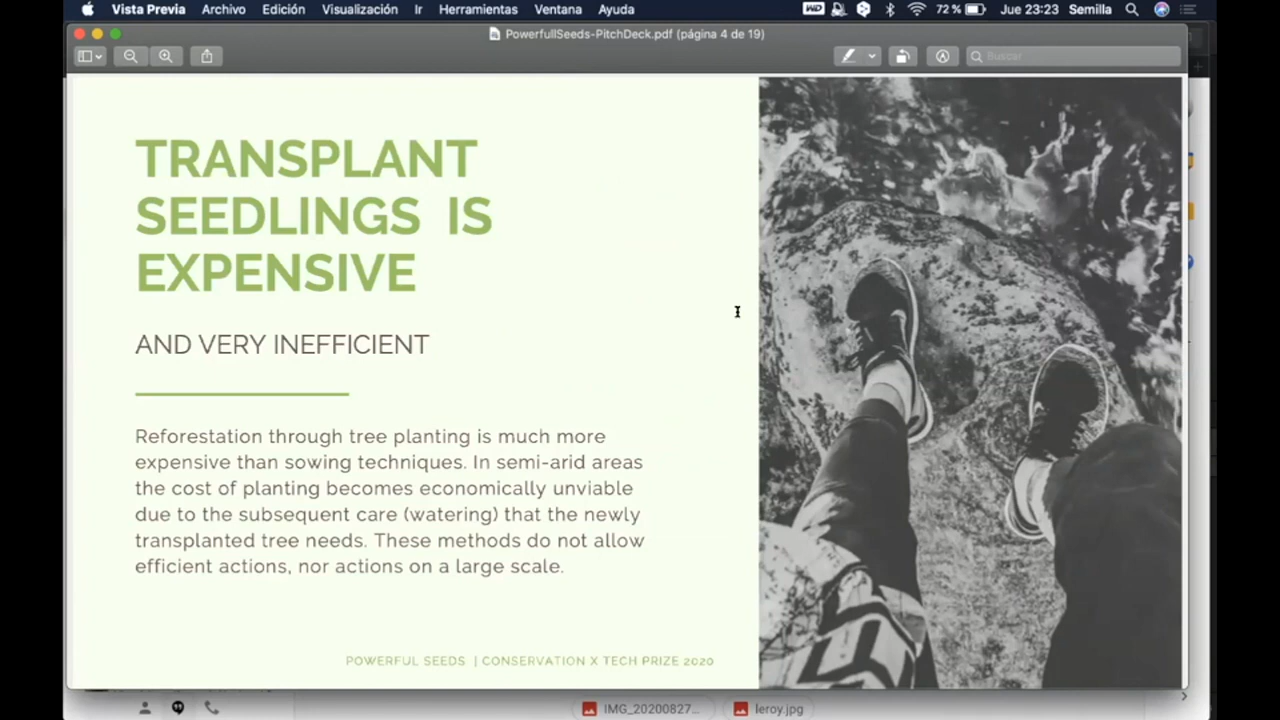 Vista Previa Archivo Edición Visualización Ir Herramientas Ventana Ayuda 72 % Jue 23:23 Semilla
PowerfullSeeds-PitchDeck.pdf (página 4 de 19)
Buscar
TRANSPLANT
SEEDLINGS IS
EXPENSIVE
AND VERY INEFFICIENT
Reforestation through tree planting is much more
expensive than sowing techniques. In semi-arid areas
the cost of planting becomes economically unviable
due to the subsequent care (watering) that the newly
transplanted tree needs. These methods do not allow
efficient actions, nor actions on a large scale.
POWERFUL SEEDS | CONSERVATION X TECH PRIZE 2020
IMG_20200827... leroy.jpg